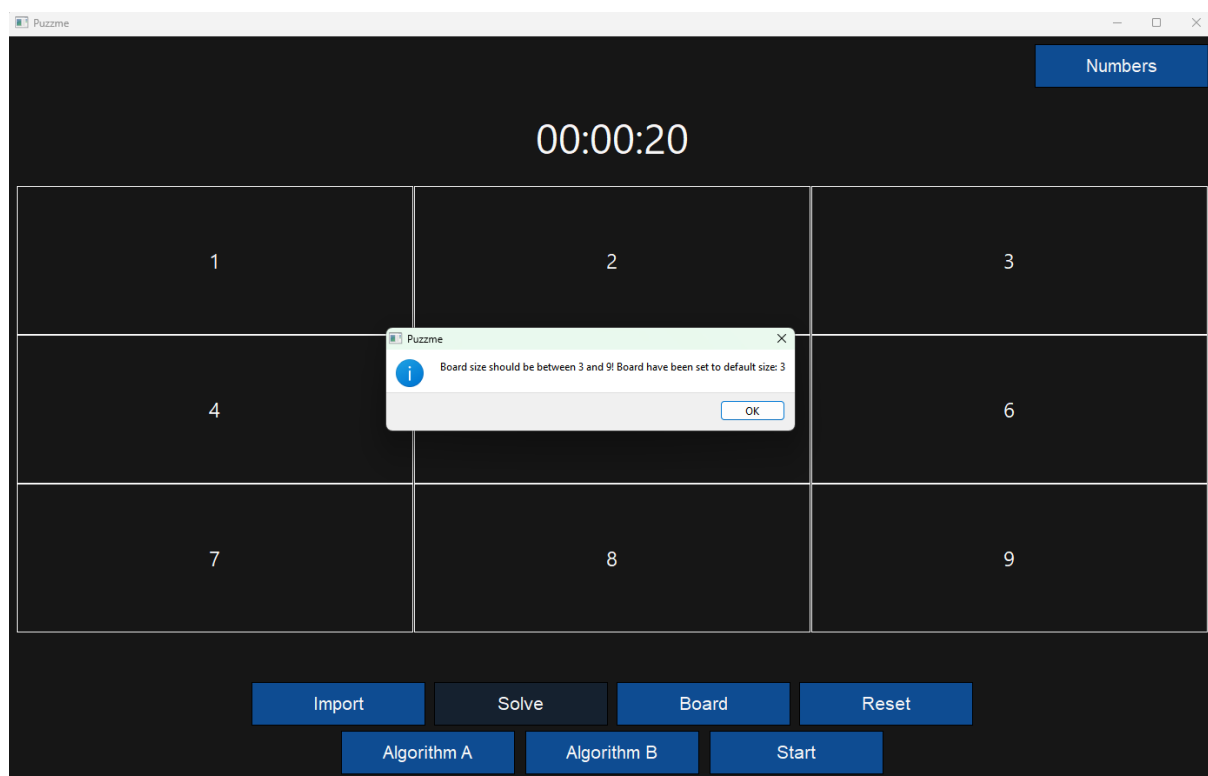 Puzzme
Numbers
00:00:20
1 2 3
Puzzme
Board size should be between 3 and 9! Board have been set to default size: 3
OK
4 6
7 8 9
Import Solve Board Reset
Algorithm A Algorithm B Start